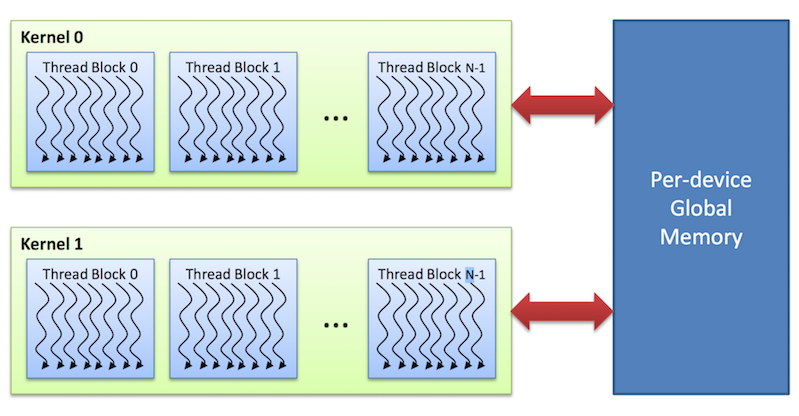 Kernel 0
Thread Block 0
Thread Block 1
...
Thread Block N-1
Kernel 1
Thread Block 0
Thread Block 1
...
Thread Block N-1
Per-device
Global
Memory